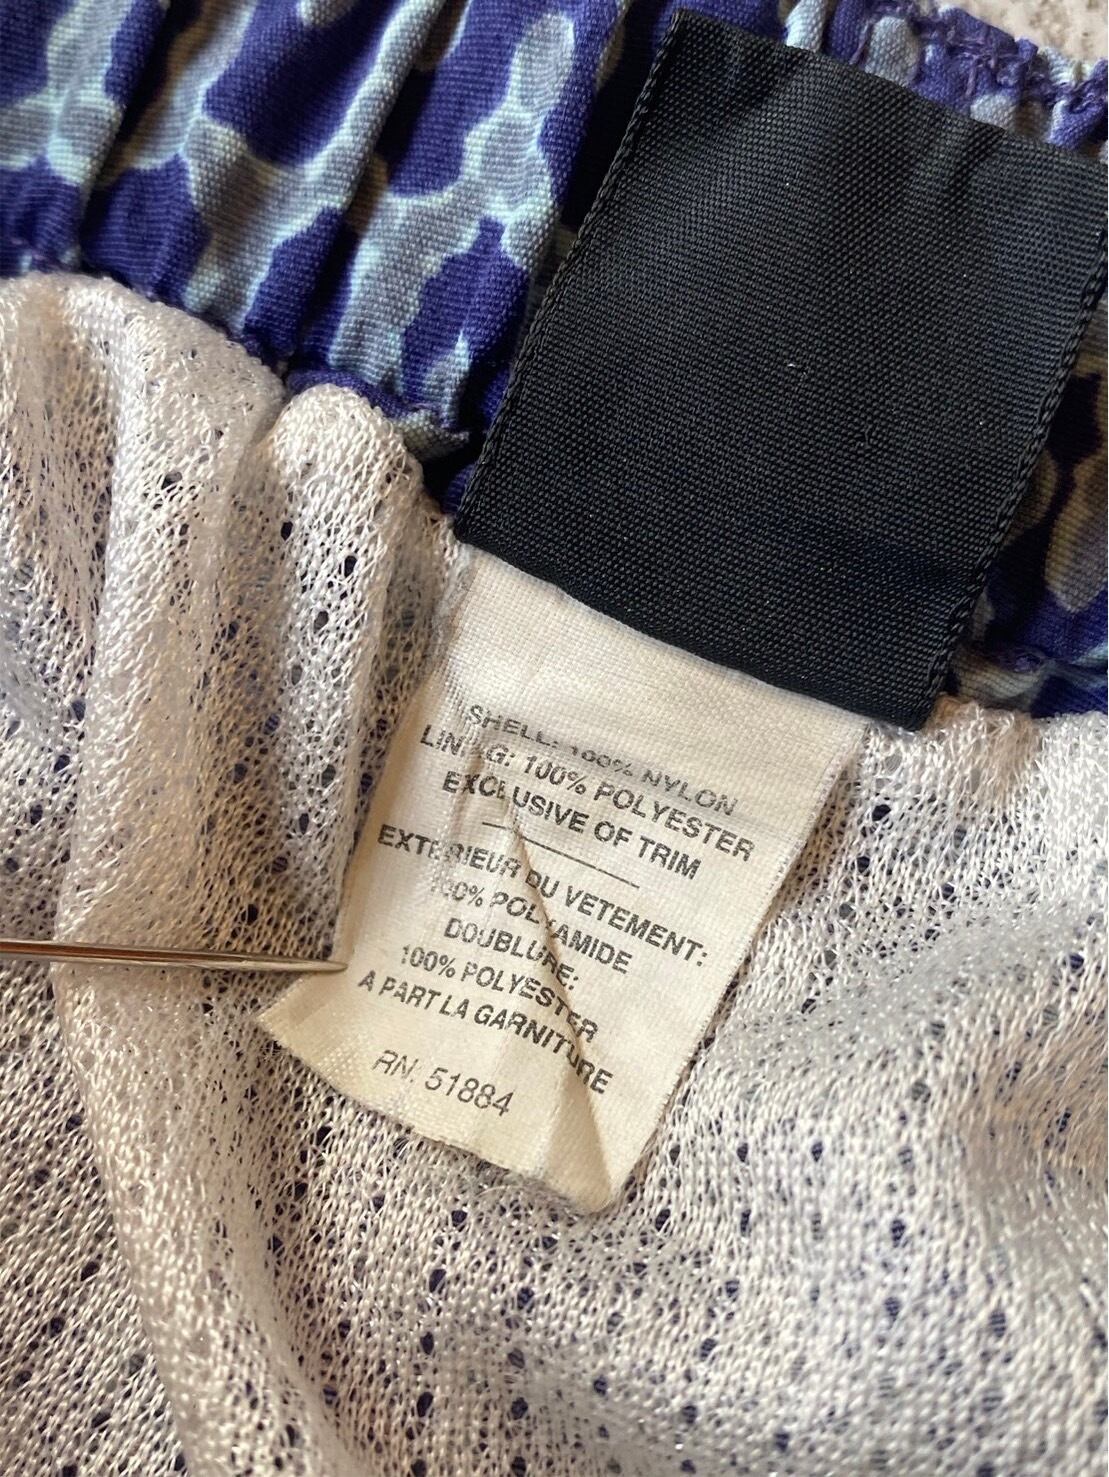 SHELL: 100% NYLON
LINING: 100% POLYESTER
EXCLUSIVE OF TRIM
EXTERIEUR DU VETEMENT:
100% POLYAMIDE
DOUBLURE:
100% POLYESTER
A PART LA GARNITURE
RN: 51884